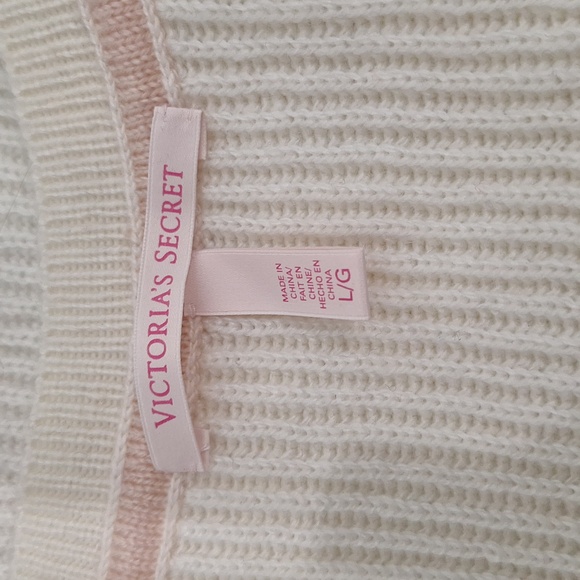 VICTORIA'S SECRET
MADE IN
CHINA/
FAIT EN
CHINE/
HECHO EN
CHINA
L/G